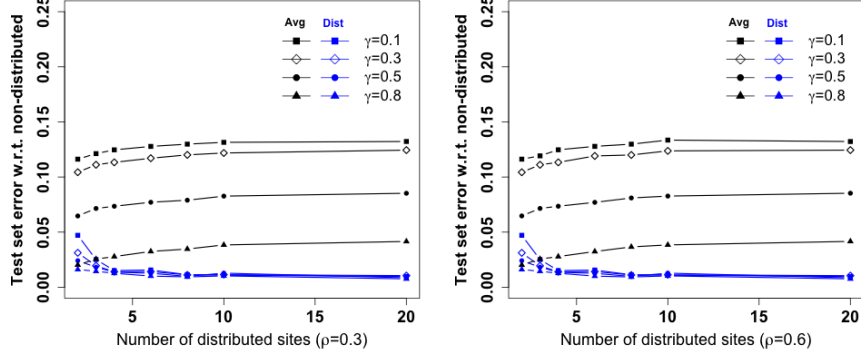 Test set error w.r.t. non-distributed
0.25
0.20
0.15
0.10
0.05
0.00
Avg Dist
γ=0.1
γ=0.3
γ=0.5
γ=0.8
5 10 15 20
Number of distributed sites (ρ=0.3)
Test set error w.r.t. non-distributed
0.25
0.20
0.15
0.10
0.05
0.00
Avg Dist
γ=0.1
γ=0.3
γ=0.5
γ=0.8
5 10 15 20
Number of distributed sites (ρ=0.6)